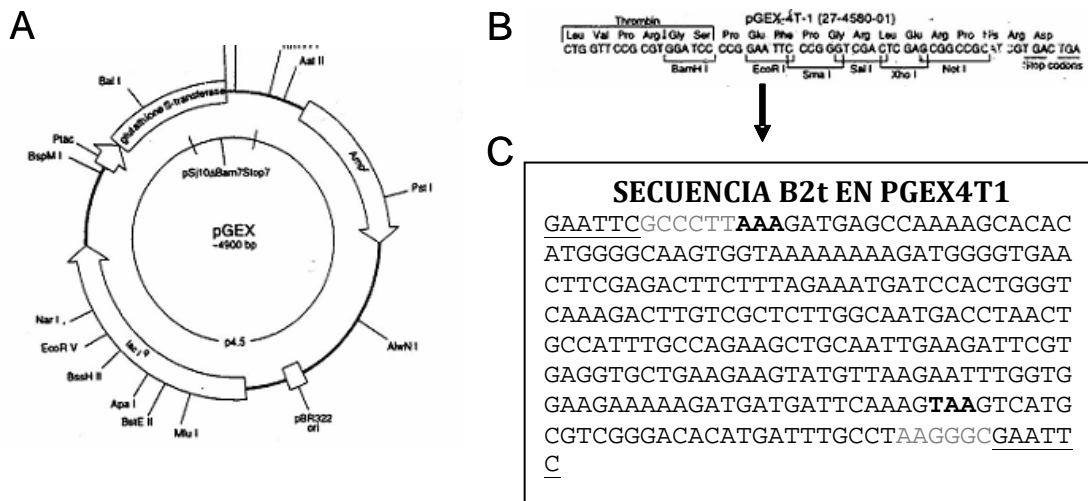 A
Aat II
Bal I
glutathione S-transferase
Ptac
BspM I
pSj10ΔBam7Stop7
Ampʳ
Pst I
pGEX
~4900 bp
Nar I
EcoR V
BssH II
Apa I
BstE II
Mlu I
lac Iq
p4.5
AlwN I
pBR322
ori
B
pGEX-4T-1 (27-4580-01)
Thrombin
Leu Val Pro Arg Gly Ser Pro Glu Phe Pro Gly Arg Leu Glu Arg Pro His Arg Asp
CTG GTT CCG CGT GGA TCC CCG GAA TTC CCG GGT CGA CTC GAG CGG CCG CAT CGT GAC TGA
BamH I EcoR I Sma I Sal I Xho I Not I Stop codons
C
SECUENCIA B2t EN PGEX4T1
GAATTCGCCCTTAAAGATGAGCCAAAAGCACAC
ATGGGGCAAGTGGTAAAAAAAAGATGGGGTGAA
CTTCGAGACTTCTTTAGAAATGATCCACTGGGT
CAAAGACTTGTCGCTCTTGGCAATGACCTAACT
GCCATTTGCCAGAAGCTGCAATTGAAGATTCGT
GAGGTGCTGAAGAAGTATGTTAAGAATTTGGTG
GAAGAAAAAGATGATGATTCAAAGTAAGTCATG
CGTCGGGACACATGATTTGCCTAAGGGCGAATT
C